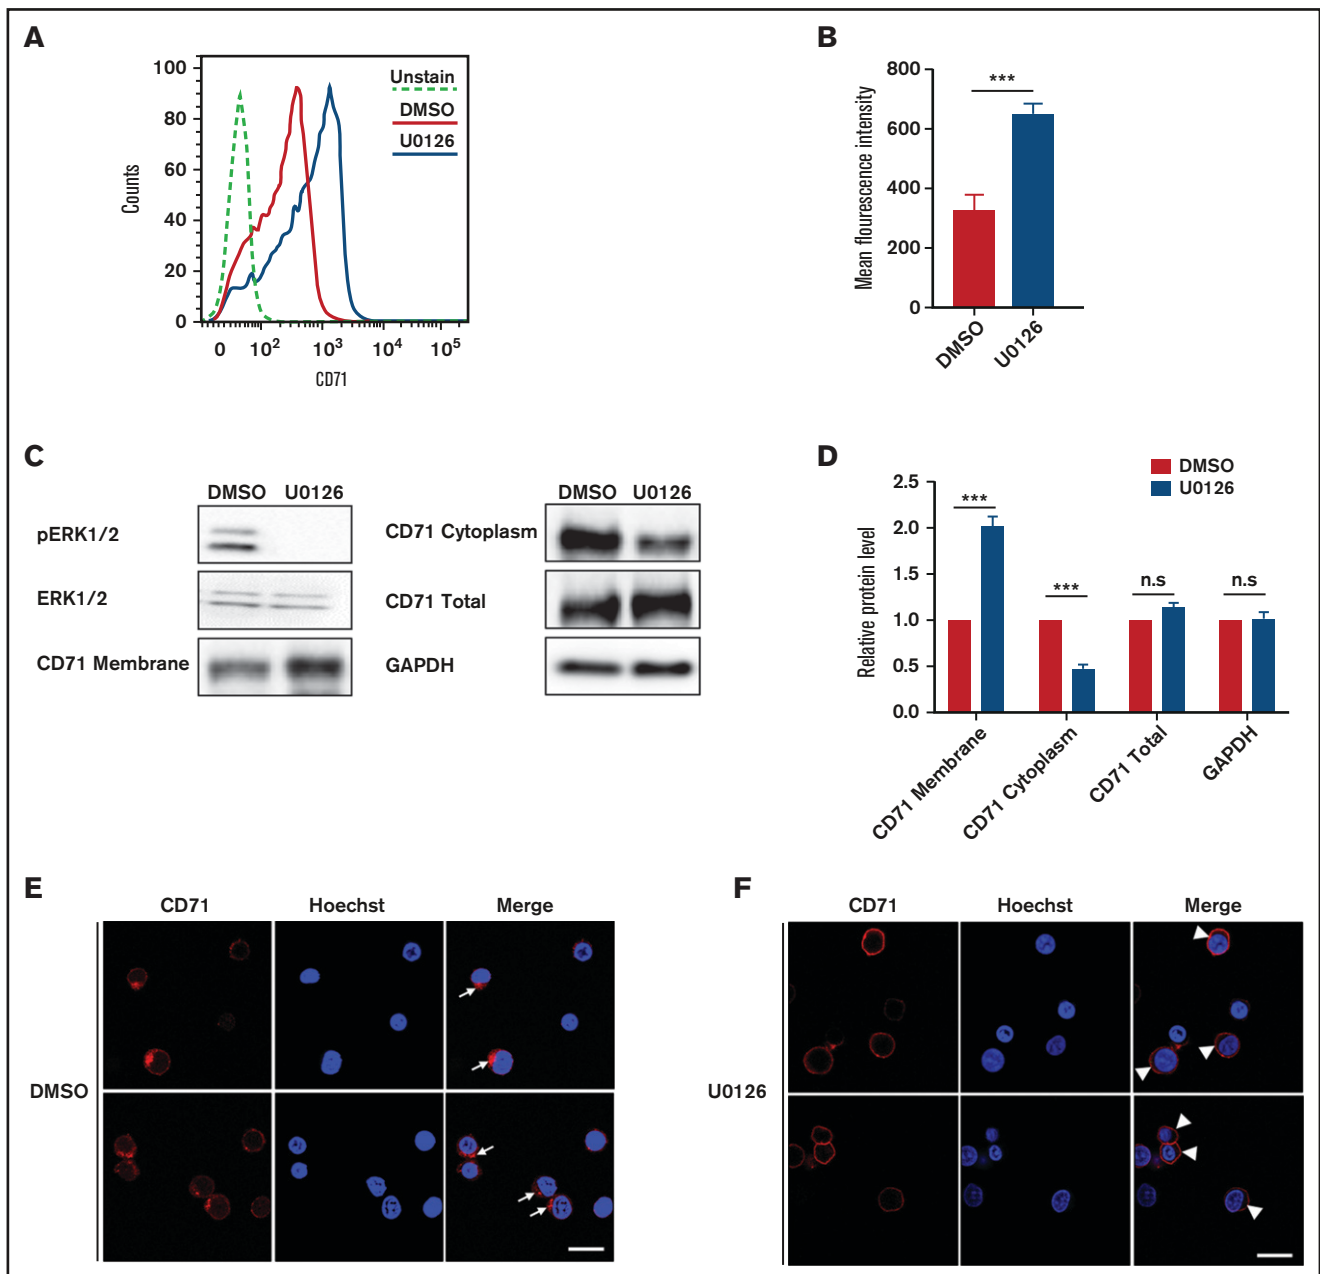 A
100
80
60
40
20
0
Counts
Unstain
DMSO
U0126
0 10² 10³ 10⁴ 10⁵
CD71
B
800
600
400
200
0
Mean flourescence intensity
***
DMSO
U0126
C
DMSO U0126
pERK1/2
ERK1/2
CD71 Membrane
DMSO U0126
CD71 Cytoplasm
CD71 Total
GAPDH
D
DMSO
U0126
2.5
2.0
1.5
1.0
0.5
0.0
Relative protein level
***
***
n.s
n.s
CD71 Membrane
CD71 Cytoplasm
CD71 Total
GAPDH
E
CD71 Hoechst Merge
DMSO
F
CD71 Hoechst Merge
U0126